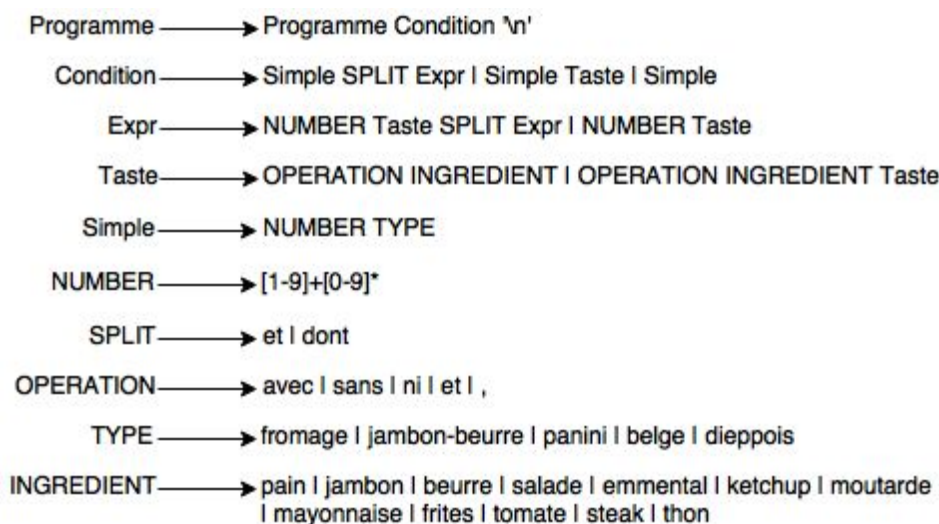 Programme Programme Condition '\n'
Condition Simple SPLIT Expr | Simple Taste | Simple
Expr NUMBER Taste SPLIT Expr | NUMBER Taste
Taste OPERATION INGREDIENT | OPERATION INGREDIENT Taste
Simple NUMBER TYPE
NUMBER [1-9]+[0-9]*
SPLIT et | dont
OPERATION avec | sans | ni | et | ,
TYPE fromage | jambon-beurre | panini | belge | dieppois
INGREDIENT pain | jambon | beurre | salade | emmental | ketchup | moutarde
| mayonnaise | frites | tomate | steak | thon